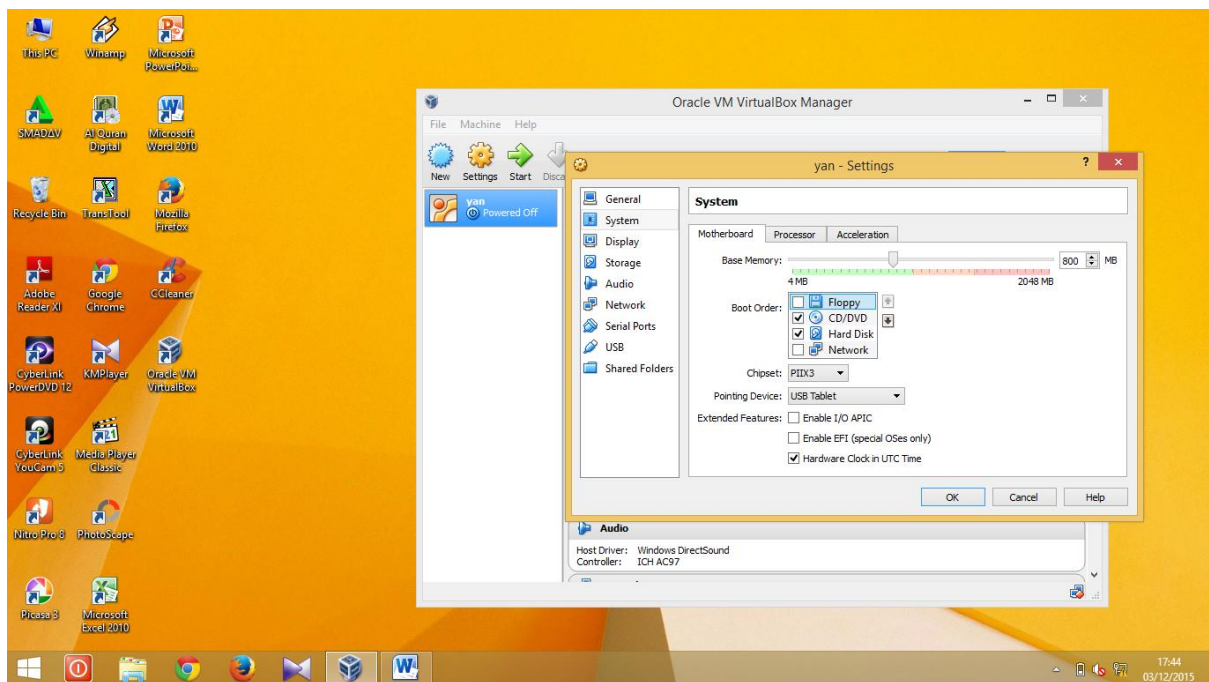 This PC
Winamp
Microsoft
PowerPoi...
SMADΔV
Al Quran
Digital
Microsoft
Word 2010
Recycle Bin
TransTool
Mozilla
Firefox
Adobe
Reader XI
Google
Chrome
CCleaner
CyberLink
PowerDVD 12
KMPlayer
Oracle VM
VirtualBox
CyberLink
YouCam 5
Media Player
Classic
Nitro Pro 8
PhotoScape
Picasa 3
Microsoft
Excel 2010
Oracle VM VirtualBox Manager
File Machine Help
New Settings Start Disca
yan
Powered Off
yan - Settings
General
System
Display
Storage
Audio
Network
Serial Ports
USB
Shared Folders
System
Motherboard Processor Acceleration
Base Memory: 800 MB
4 MB 2048 MB
Boot Order: Floppy
CD/DVD
Hard Disk
Network
Chipset: PIIX3
Pointing Device: USB Tablet
Extended Features: Enable I/O APIC
Enable EFI (special OSes only)
Hardware Clock in UTC Time
OK Cancel Help
Audio
Host Driver: Windows DirectSound
Controller: ICH AC97
17:44
03/12/2015